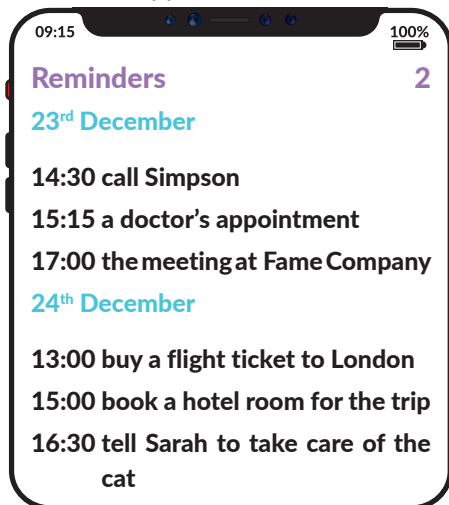 09:15 100%
Reminders 2
23rd December
14:30 call Simpson
15:15 a doctor’s appointment
17:00 the meeting at Fame Company
24th December
13:00 buy a flight ticket to London
15:00 book a hotel room for the trip
16:30 tell Sarah to take care of the
cat